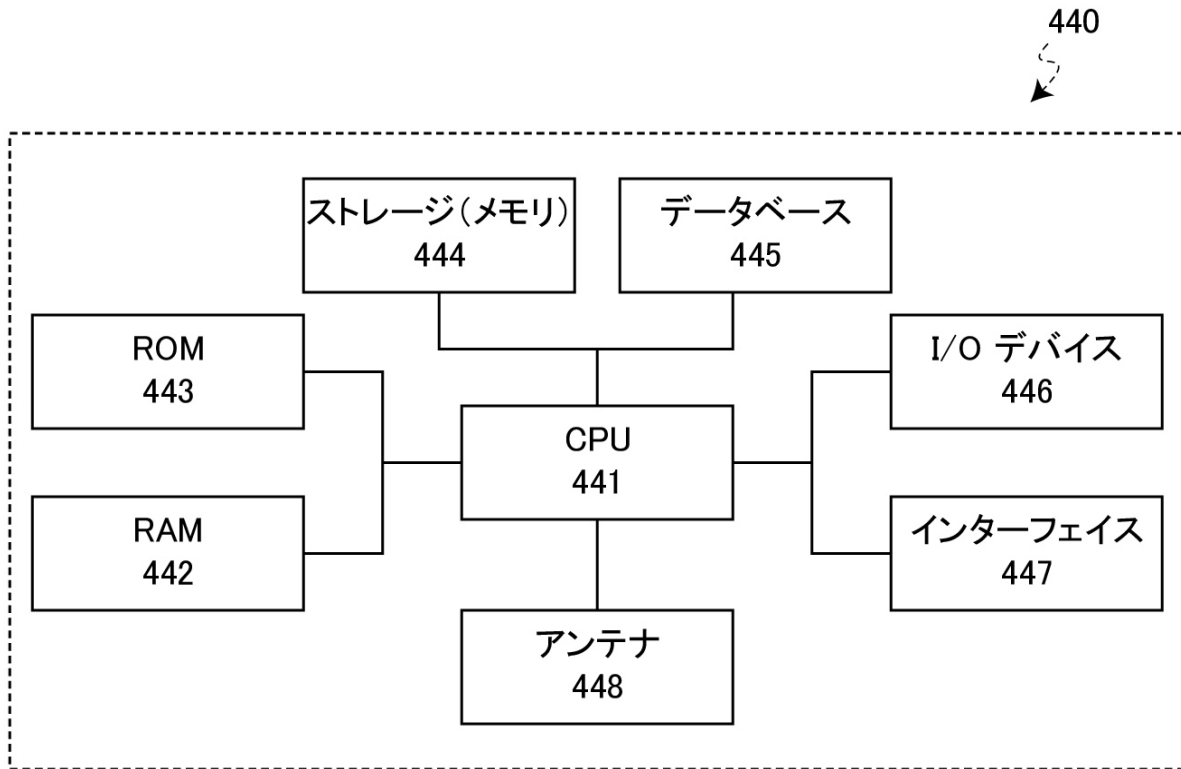 440
ストレージ(メモリ)
444
データベース
445
ROM
443
I/O デバイス
446
CPU
441
RAM
442
インターフェイス
447
アンテナ
448